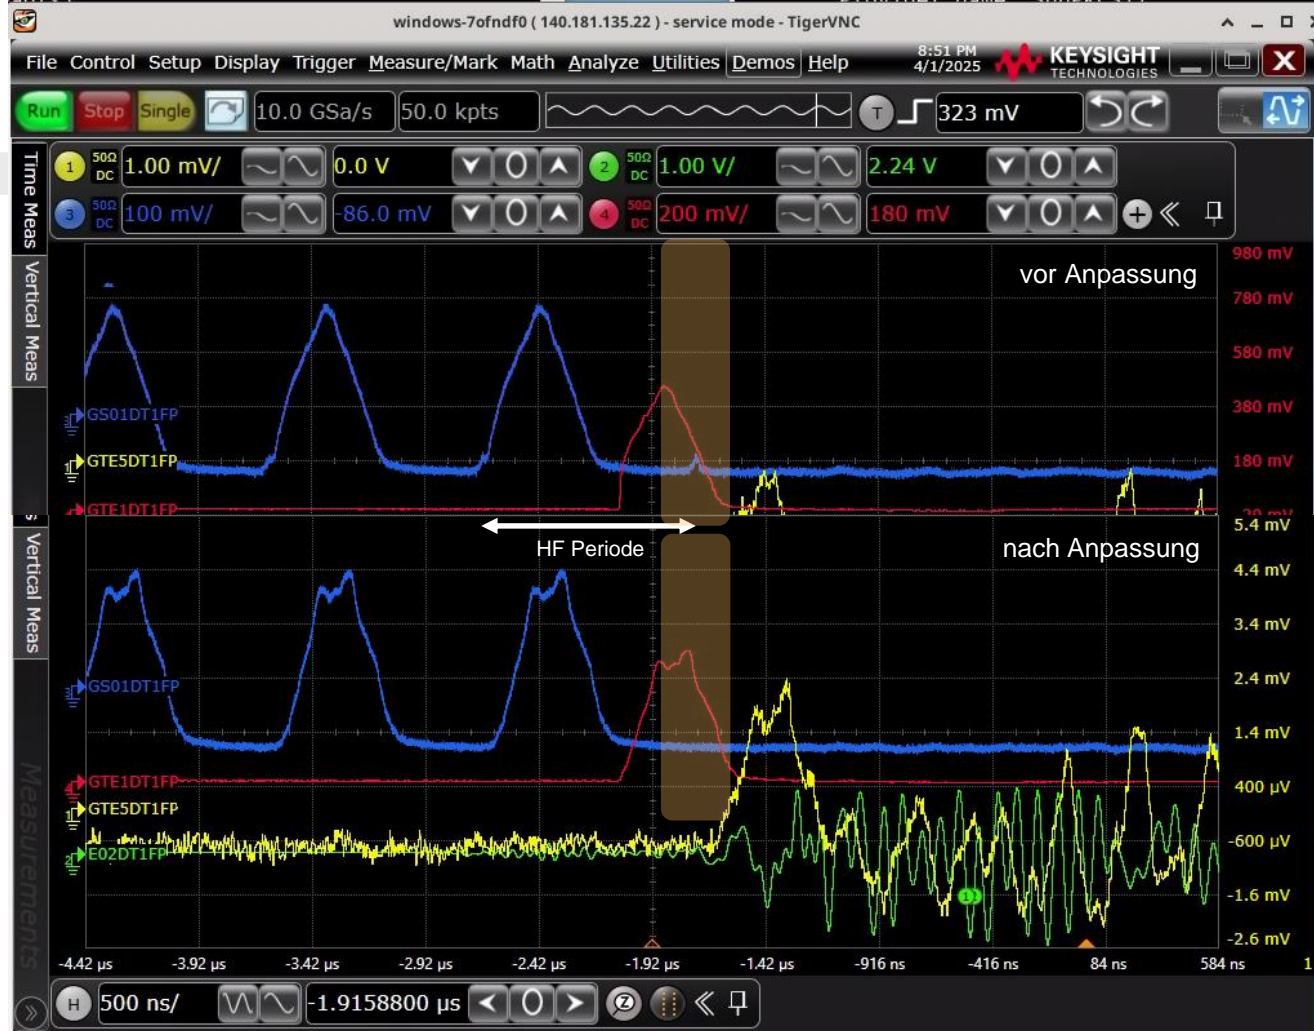 windows-7ofndf0 ( 140.181.135.22 ) - service mode - TigerVNC
File Control Setup Display Trigger Measure/Mark Math Analyze Utilities Demos Help
8:51 PM
4/1/2025
KEYSIGHT
TECHNOLOGIES
Run Stop Single 10.0 GSa/s 50.0 kpts T 323 mV
Time Meas
Vertical Meas
1 50Ω DC 1.00 mV/ 0.0 V 2 50Ω DC 1.00 V/ 2.24 V
3 50Ω DC 100 mV/ -86.0 mV 4 50Ω DC 200 mV/ 180 mV
vor Anpassung
980 mV
780 mV
580 mV
380 mV
180 mV
GS01DT1FP
GTE5DT1FP
GTE1DT1FP
HF Periode
nach Anpassung
Vertical Meas
Measurements
5.4 mV
4.4 mV
3.4 mV
2.4 mV
1.4 mV
400 µV
-600 µV
-1.6 mV
-2.6 mV
GS01DT1FP
GTE1DT1FP
GTE5DT1FP
E02DT1FP
-4.42 µs -3.92 µs -3.42 µs -2.92 µs -2.42 µs -1.92 µs -1.42 µs -916 ns -416 ns 84 ns 584 ns 1
H 500 ns/ -1.9158800 µs 0 Z